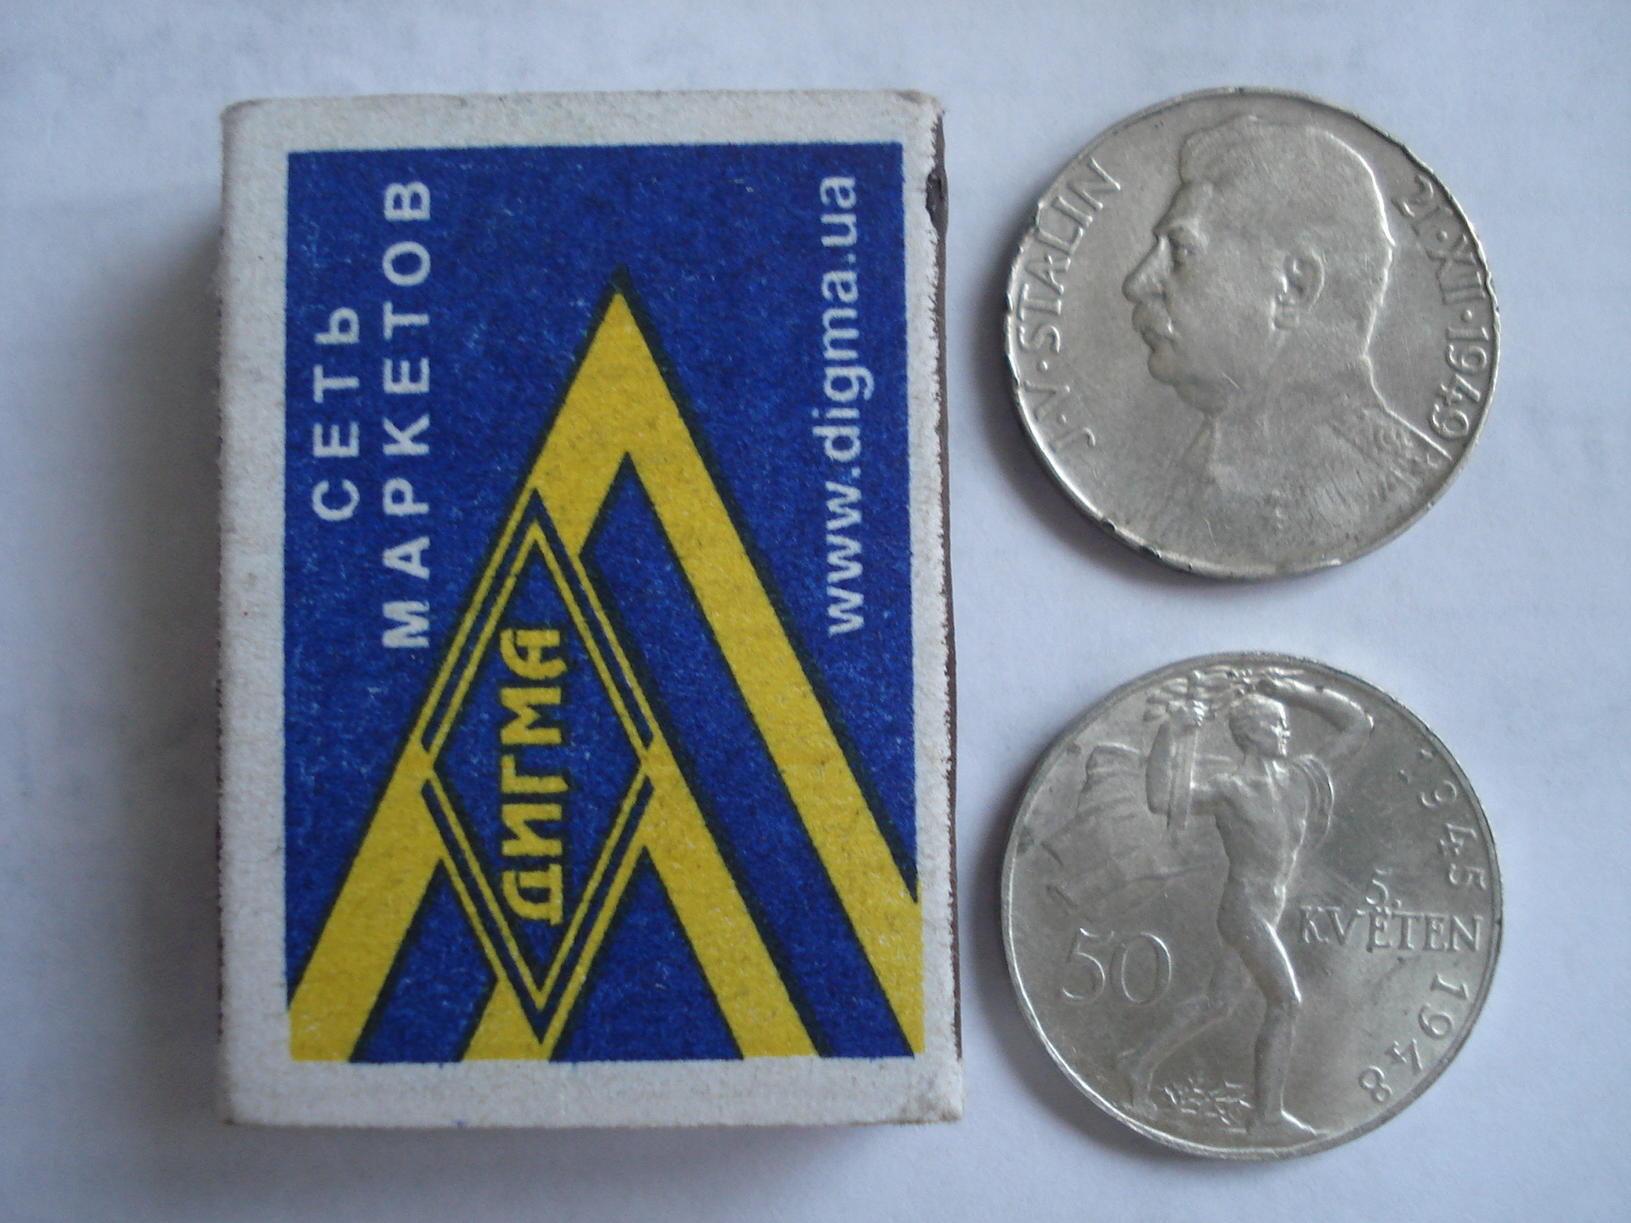 СЕТЬ
МАРКЕТОВ
ДИГМА
www.digma.ua
J·V·STALIN
21·XII·1949
50
5.
KVĚTEN
1945
1948